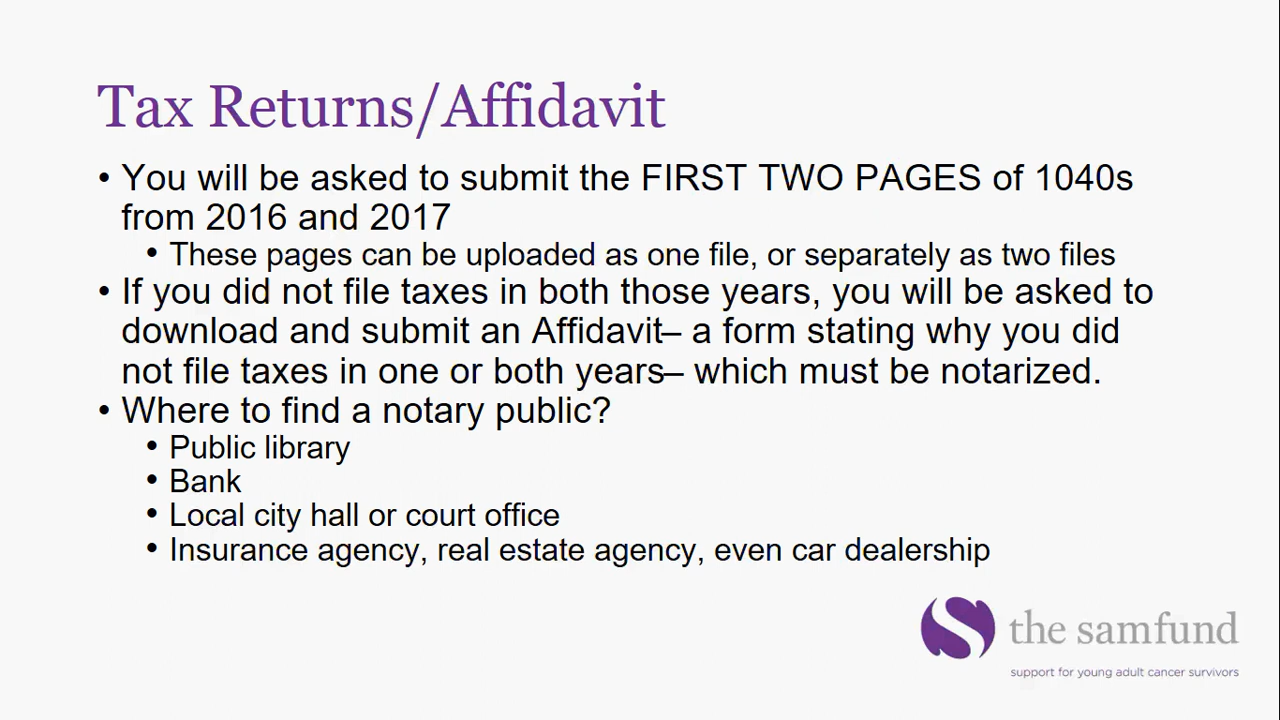 Tax Returns/Affidavit
• You will be asked to submit the FIRST TWO PAGES of 1040s
from 2016 and 2017
• These pages can be uploaded as one file, or separately as two files
• If you did not file taxes in both those years, you will be asked to
download and submit an Affidavit– a form stating why you did
not file taxes in one or both years– which must be notarized.
• Where to find a notary public?
• Public library
• Bank
• Local city hall or court office
• Insurance agency, real estate agency, even car dealership
the samfund
support for young adult cancer survivors